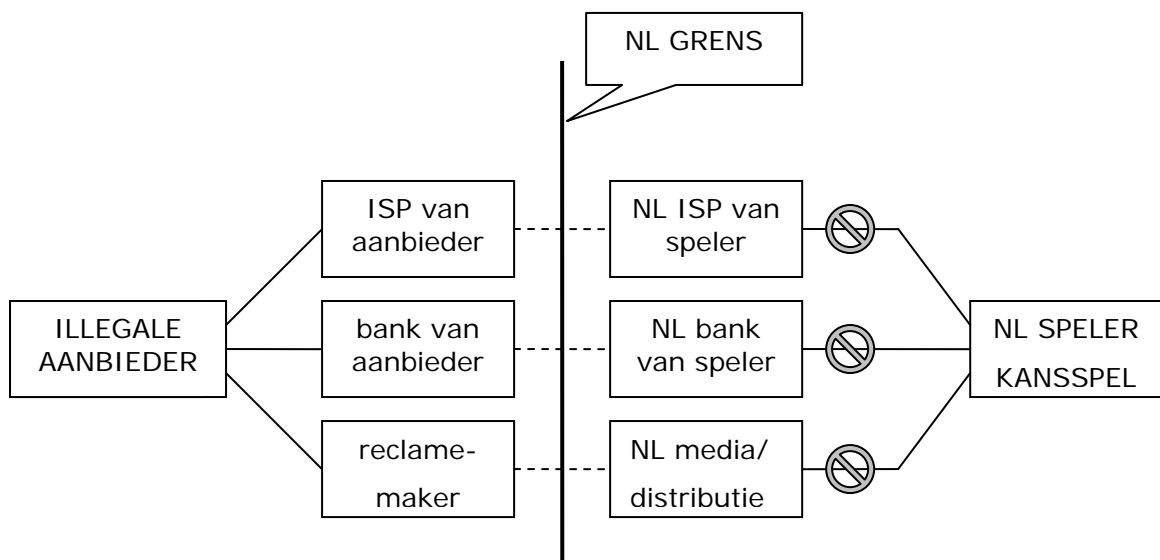 NL GRENS
ISP van
aanbieder
NL ISP van
speler
ILLEGALE
AANBIEDER
bank van
aanbieder
NL bank
van speler
NL SPELER
KANSSPEL
reclame-
maker
NL media/
distributie